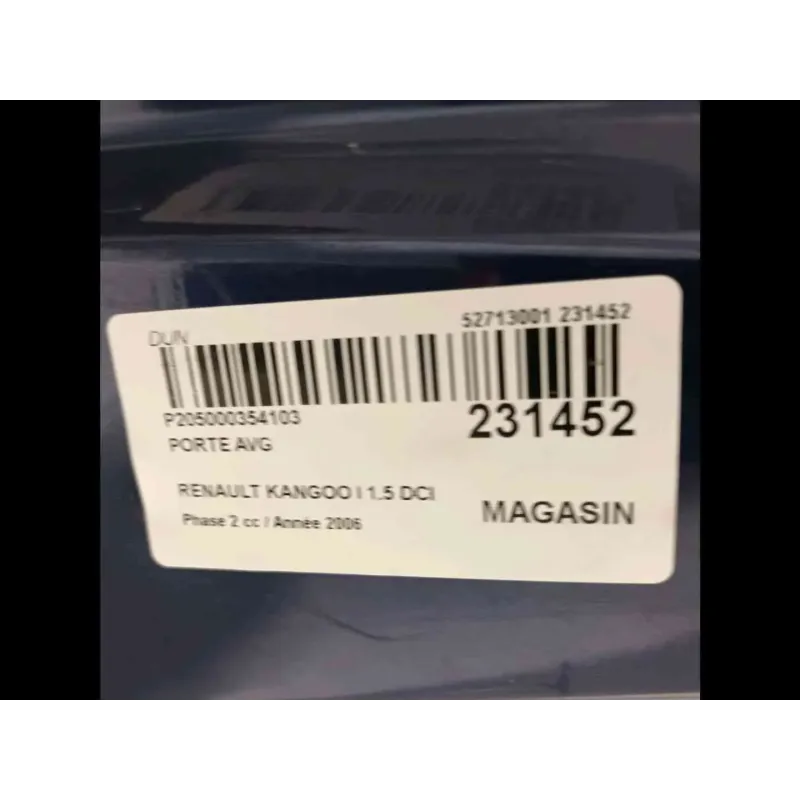 DUN
52713001 231452
P205000354103
231452
PORTE AVG
RENAULT KANGOO I 1.5 DCI
MAGASIN
Phase 2 cc / Année 2006